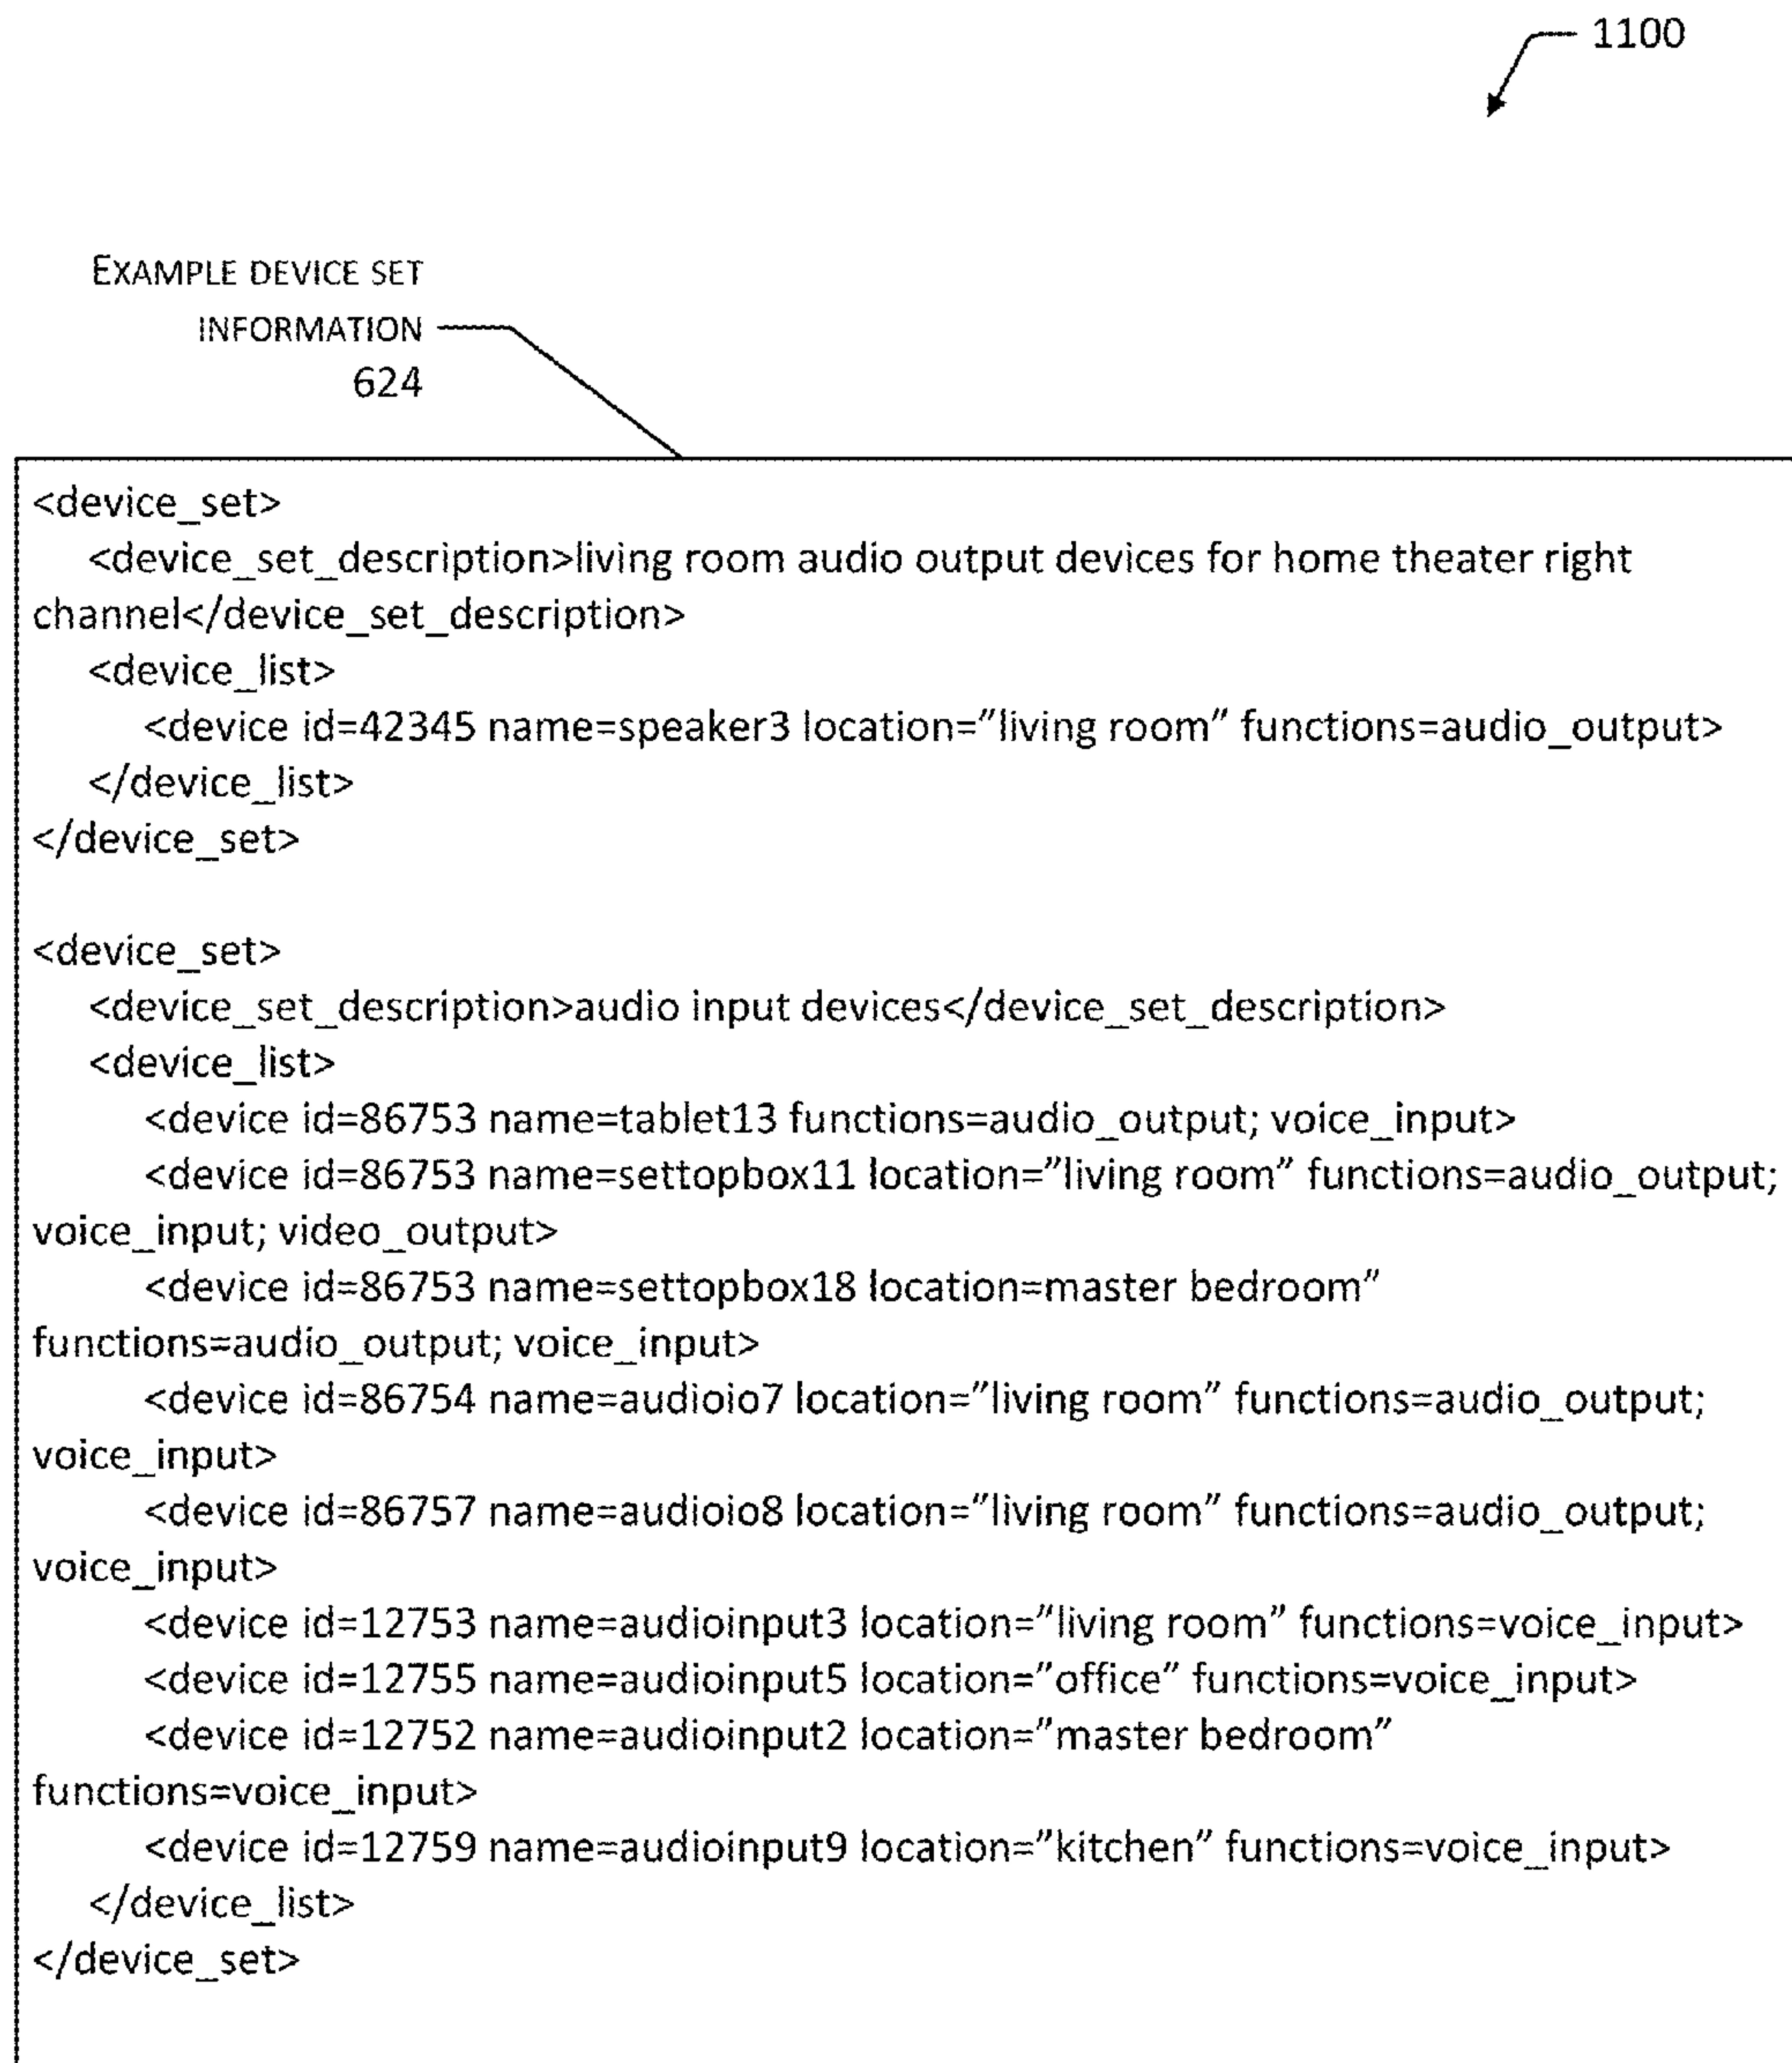 1100
EXAMPLE DEVICE SET
INFORMATION
624
<device_set>
<device_set_description>living room audio output devices for home theater right
channel</device_set_description>
<device_list>
<device id=42345 name=speaker3 location=”living room” functions=audio_output>
</device_list>
</device_set>
<device_set>
<device_set_description>audio input devices</device_set_description>
<device_list>
<device id=86753 name=tablet13 functions=audio_output; voice_input>
<device id=86753 name=settopbox11 location=”living room” functions=audio_output;
voice_input; video_output>
<device id=86753 name=settopbox18 location=master bedroom”
functions=audio_output; voice_input>
<device id=86754 name=audioio7 location=”living room” functions=audio_output;
voice_input>
<device id=86757 name=audioio8 location=”living room” functions=audio_output;
voice_input>
<device id=12753 name=audioinput3 location=”living room” functions=voice_input>
<device id=12755 name=audioinput5 location=”office” functions=voice_input>
<device id=12752 name=audioinput2 location=”master bedroom”
functions=voice_input>
<device id=12759 name=audioinput9 location=”kitchen” functions=voice_input>
</device_list>
</device_set>